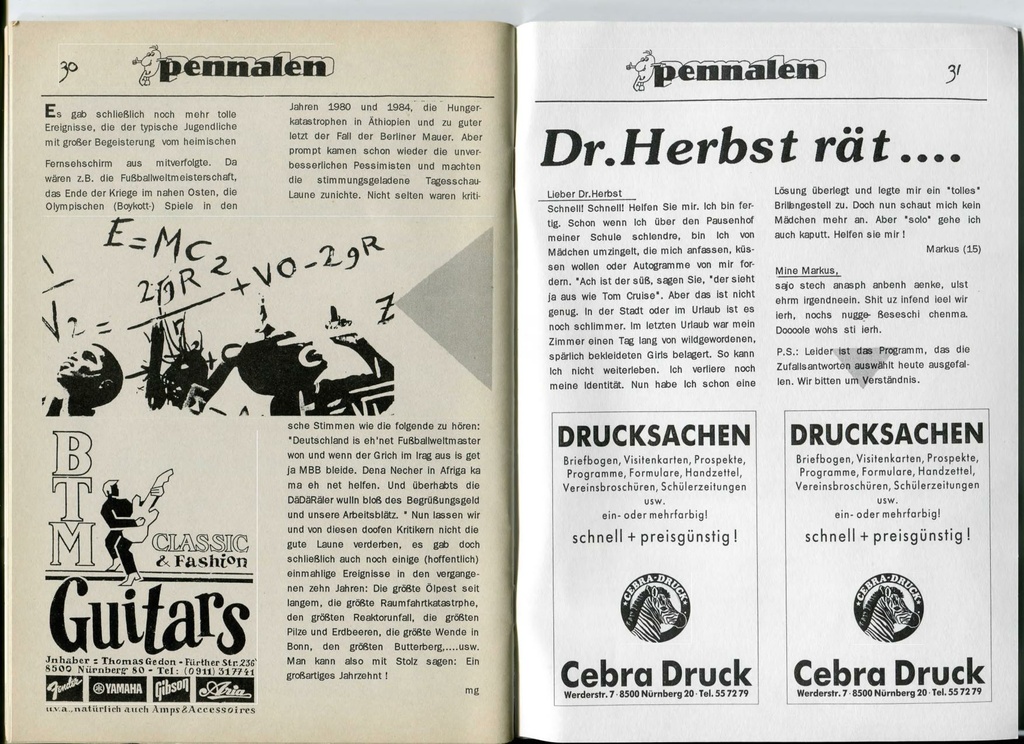 30
pennalen
Es gab schließlich noch mehr tolle
Ereignisse, die der typische Jugendliche
mit großer Begeisterung vom heimischen
Fernsehschirm aus mitverfolgte. Da
wären z.B. die Fußballweltmeisterschaft,
das Ende der Kriege im nahen Osten, die
Olympischen (Boykott-) Spiele in den
Jahren 1980 und 1984, die Hunger-
katastrophen in Äthiopien und zu guter
letzt der Fall der Berliner Mauer. Aber
prompt kamen schon wieder die unver-
besserlichen Pessimisten und machten
die stimmungsgeladene Tagesschau-
Laune zunichte. Nicht selten waren kriti-
E=MC
2gR2 + VO-2gR
V2 =
Z
sche Stimmen wie die folgende zu hören:
"Deutschland is eh'net Fußballweltmaster
won und wenn der Grich im Irag aus is get
ja MBB bleide. Dena Necher in Afriga ka
ma eh net helfen. Und überhabts die
DäDäRäler wulln bloß des Begrüßungsgeld
und unsere Arbeitsblätz. " Nun lassen wir
und von diesen doofen Kritikern nicht die
gute Laune verderben, es gab doch
schließlich auch noch einige (hoffentlich)
einmahlige Ereignisse in den vergange-
nen zehn Jahren: Die größte Ölpest seit
langem, die größte Raumfahrtkatastrphe,
den größten Reaktorunfall, die größten
Pilze und Erdbeeren, die größte Wende in
Bonn, den größten Butterberg,....usw.
Man kann also mit Stolz sagen: Ein
großartiges Jahrzehnt !
mg
BTM
CLASSIC
& Fashion
Guitars
Jnhaber : Thomas Gedon - Further Str. 236
8500 Nürnberg 80 - Tel: (0911) 317741
Fender YAMAHA Gibson Aria
u.v.a., natürlich auch Amps & Accessoires
pennalen
31
Dr.Herbst rät ....
Lieber Dr.Herbst
Schnell! Schnell! Helfen Sie mir. Ich bin fer-
tig. Schon wenn ich über den Pausenhof
meiner Schule schlendre, bin ich von
Mädchen umzingelt, die mich anfassen, küs-
sen wollen oder Autogramme von mir for-
dern. "Ach ist der süß, sagen Sie, "der sieht
ja aus wie Tom Cruise". Aber das ist nicht
genug. In der Stadt oder im Urlaub ist es
noch schlimmer. Im letzten Urlaub war mein
Zimmer einen Tag lang von wildgewordenen,
spärlich bekleideten Girls belagert. So kann
ich nicht weiterleben. Ich verliere noch
meine Identität. Nun habe ich schon eine
Lösung überlegt und legte mir ein "tolles"
Brillengestell zu. Doch nun schaut mich kein
Mädchen mehr an. Aber "solo" gehe ich
auch kaputt. Helfen sie mir !
Markus (15)
Mine Markus,
sajo stech anasph anbenh aenke, ulst
ehrm irgendneein. Shit uz infend ieel wir
ierh, nochs nugge- ßeseschi chenma.
Doooole wohs sti ierh.
P.S.: Leider ist das Programm, das die
Zufallsantworten auswählt heute ausgefal-
len. Wir bitten um Verständnis.
DRUCKSACHEN
Briefbogen, Visitenkarten, Prospekte,
Programme, Formulare, Handzettel,
Vereinsbroschüren, Schülerzeitungen
usw.
ein- oder mehrfarbig!
schnell + preisgünstig !
CEBRA-DRUCK
Cebra Druck
Werderstr. 7 · 8500 Nürnberg 20 · Tel. 55 72 79
DRUCKSACHEN
Briefbogen, Visitenkarten, Prospekte,
Programme, Formulare, Handzettel,
Vereinsbroschüren, Schülerzeitungen
usw.
ein- oder mehrfarbig!
schnell + preisgünstig !
CEBRA-DRUCK
Cebra Druck
Werderstr. 7 · 8500 Nürnberg 20 · Tel. 55 72 79